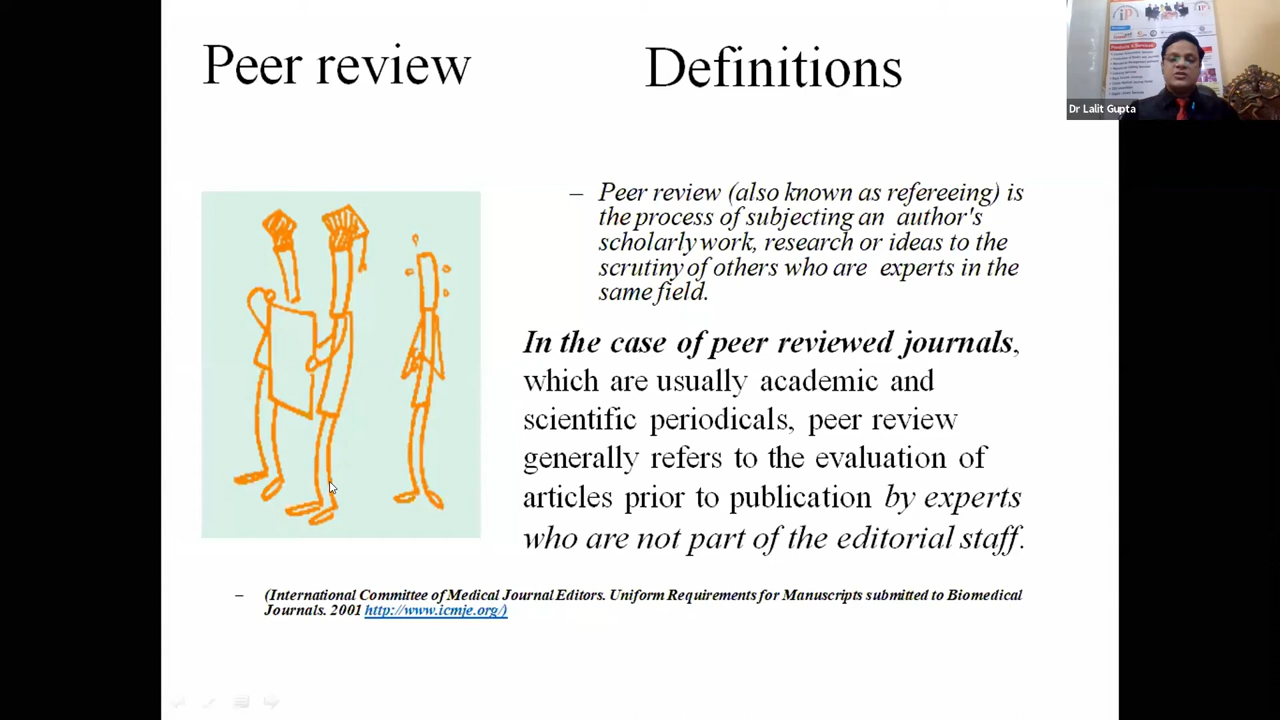 Peer review
Definitions
– Peer review (also known as refereeing) is
the process of subjecting an author's
scholarly work, research or ideas to the
scrutiny of others who are experts in the
same field.
In the case of peer reviewed journals,
which are usually academic and
scientific periodicals, peer review
generally refers to the evaluation of
articles prior to publication by experts
who are not part of the editorial staff.
– (International Committee of Medical Journal Editors. Uniform Requirements for Manuscripts submitted to Biomedical
Journals. 2001 http://www.icmje.org/)
iP
Products & Services
Dr Lalit Gupta